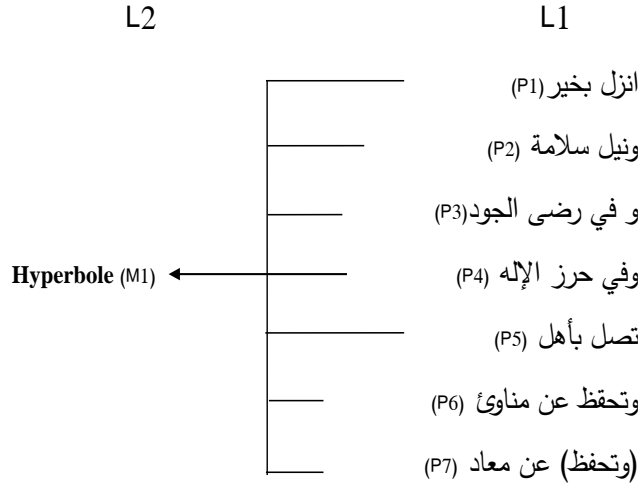 L2 L1
انزل بخير (P1)
ونيل سلامة (P2)
و في رضى الجود(P3)
وفي حرز الإله (P4)
Hyperbole (M1)
تصل بأهل (P5)
وتحقظ عن مناوئ (P6)
(وتحفظ) عن معاد (P7)